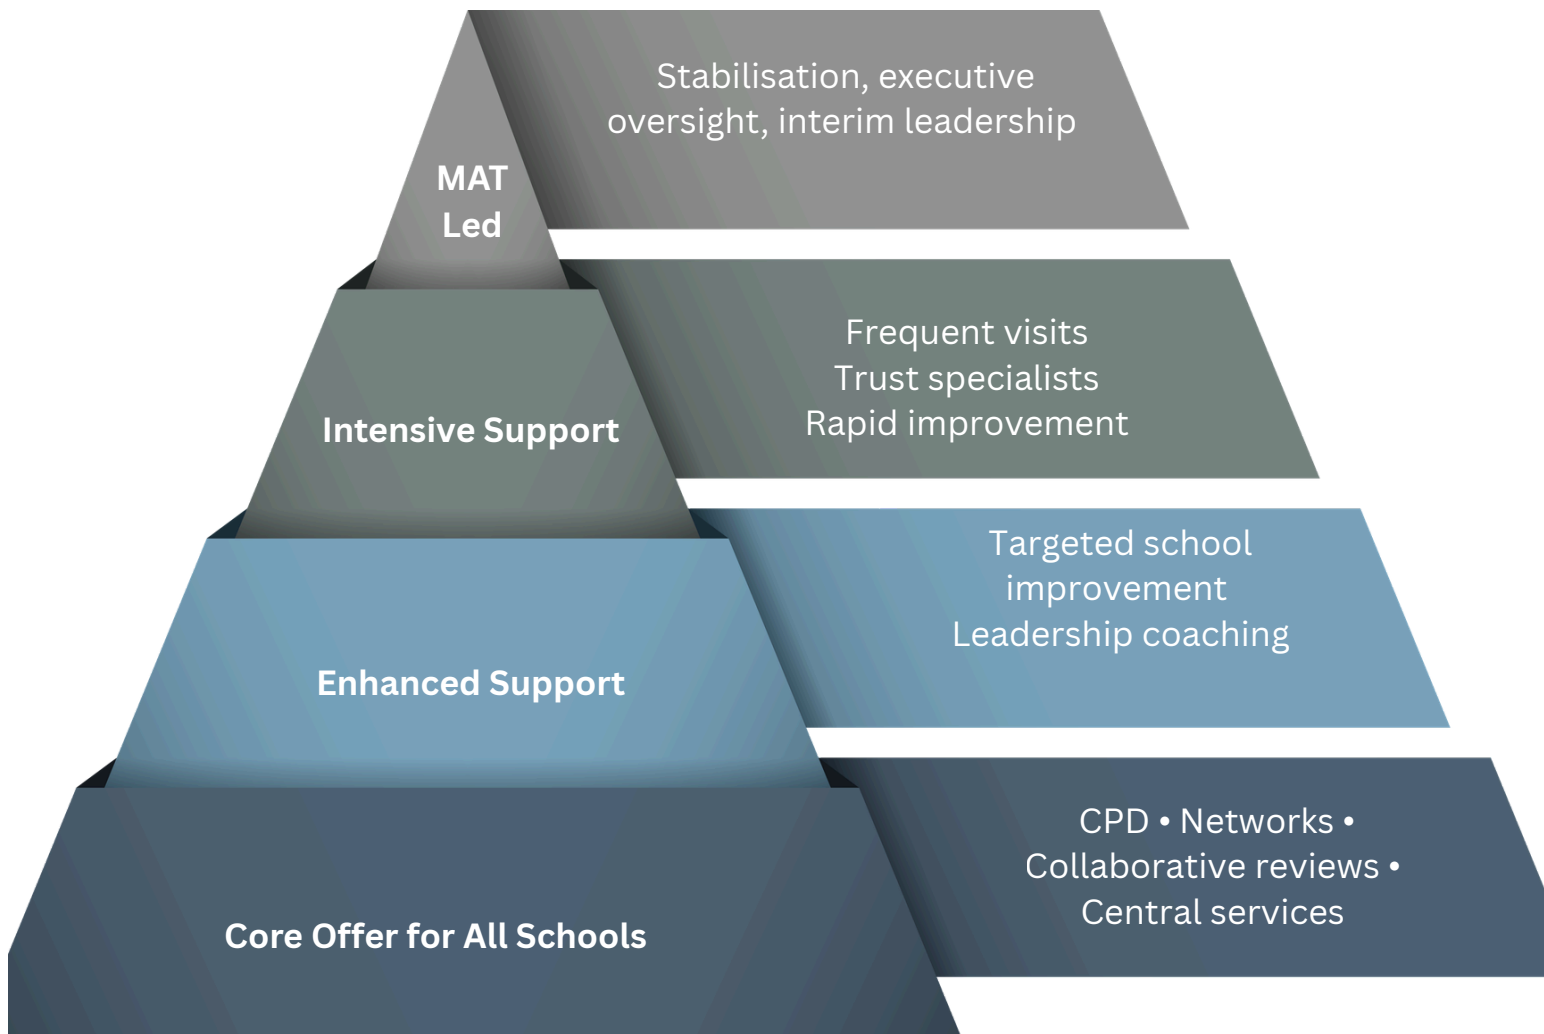 Stabilisation, executive
oversight, interim leadership
MAT
Led
Frequent visits
Trust specialists
Rapid improvement
Intensive Support
Targeted school
improvement
Leadership coaching
Enhanced Support
CPD • Networks •
Collaborative reviews •
Central services
Core Offer for All Schools